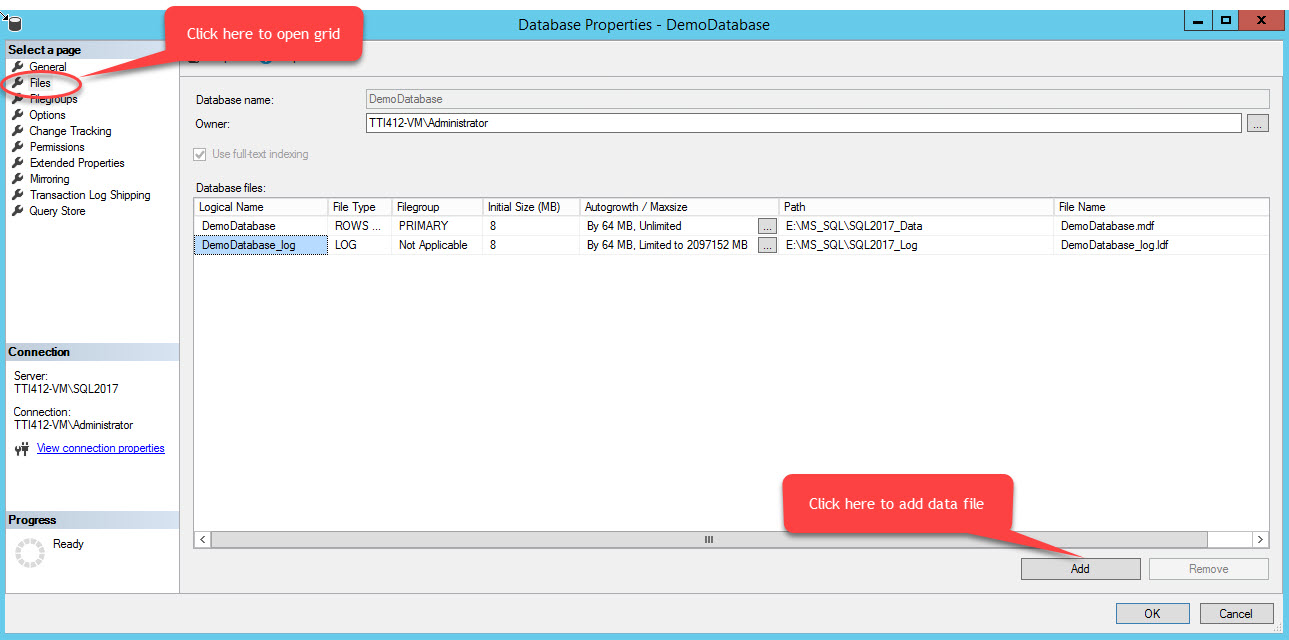 Database Properties - DemoDatabase
X
Click here to open grid
Select a page
General
Files
Filegroups
Options
Change Tracking
Permissions
Extended Properties
Mirroring
Transaction Log Shipping
Query Store
Connection
Server:
TTI412-VM\SQL2017
Connection:
TTI412-VM\Administrator
View connection properties
Progress
Ready
Database name: DemoDatabase
Owner: TTI412-VM\Administrator ...
Use full-text indexing
Database files:
Logical Name File Type Filegroup Initial Size (MB) Autogrowth / Maxsize Path File Name
DemoDatabase ROWS ... PRIMARY 8 By 64 MB, Unlimited ... E:\MS_SQL\SQL2017_Data DemoDatabase.mdf
DemoDatabase_log LOG Not Applicable 8 By 64 MB, Limited to 2097152 MB ... E:\MS_SQL\SQL2017_Log DemoDatabase_log.ldf
Click here to add data file
Add Remove
OK Cancel